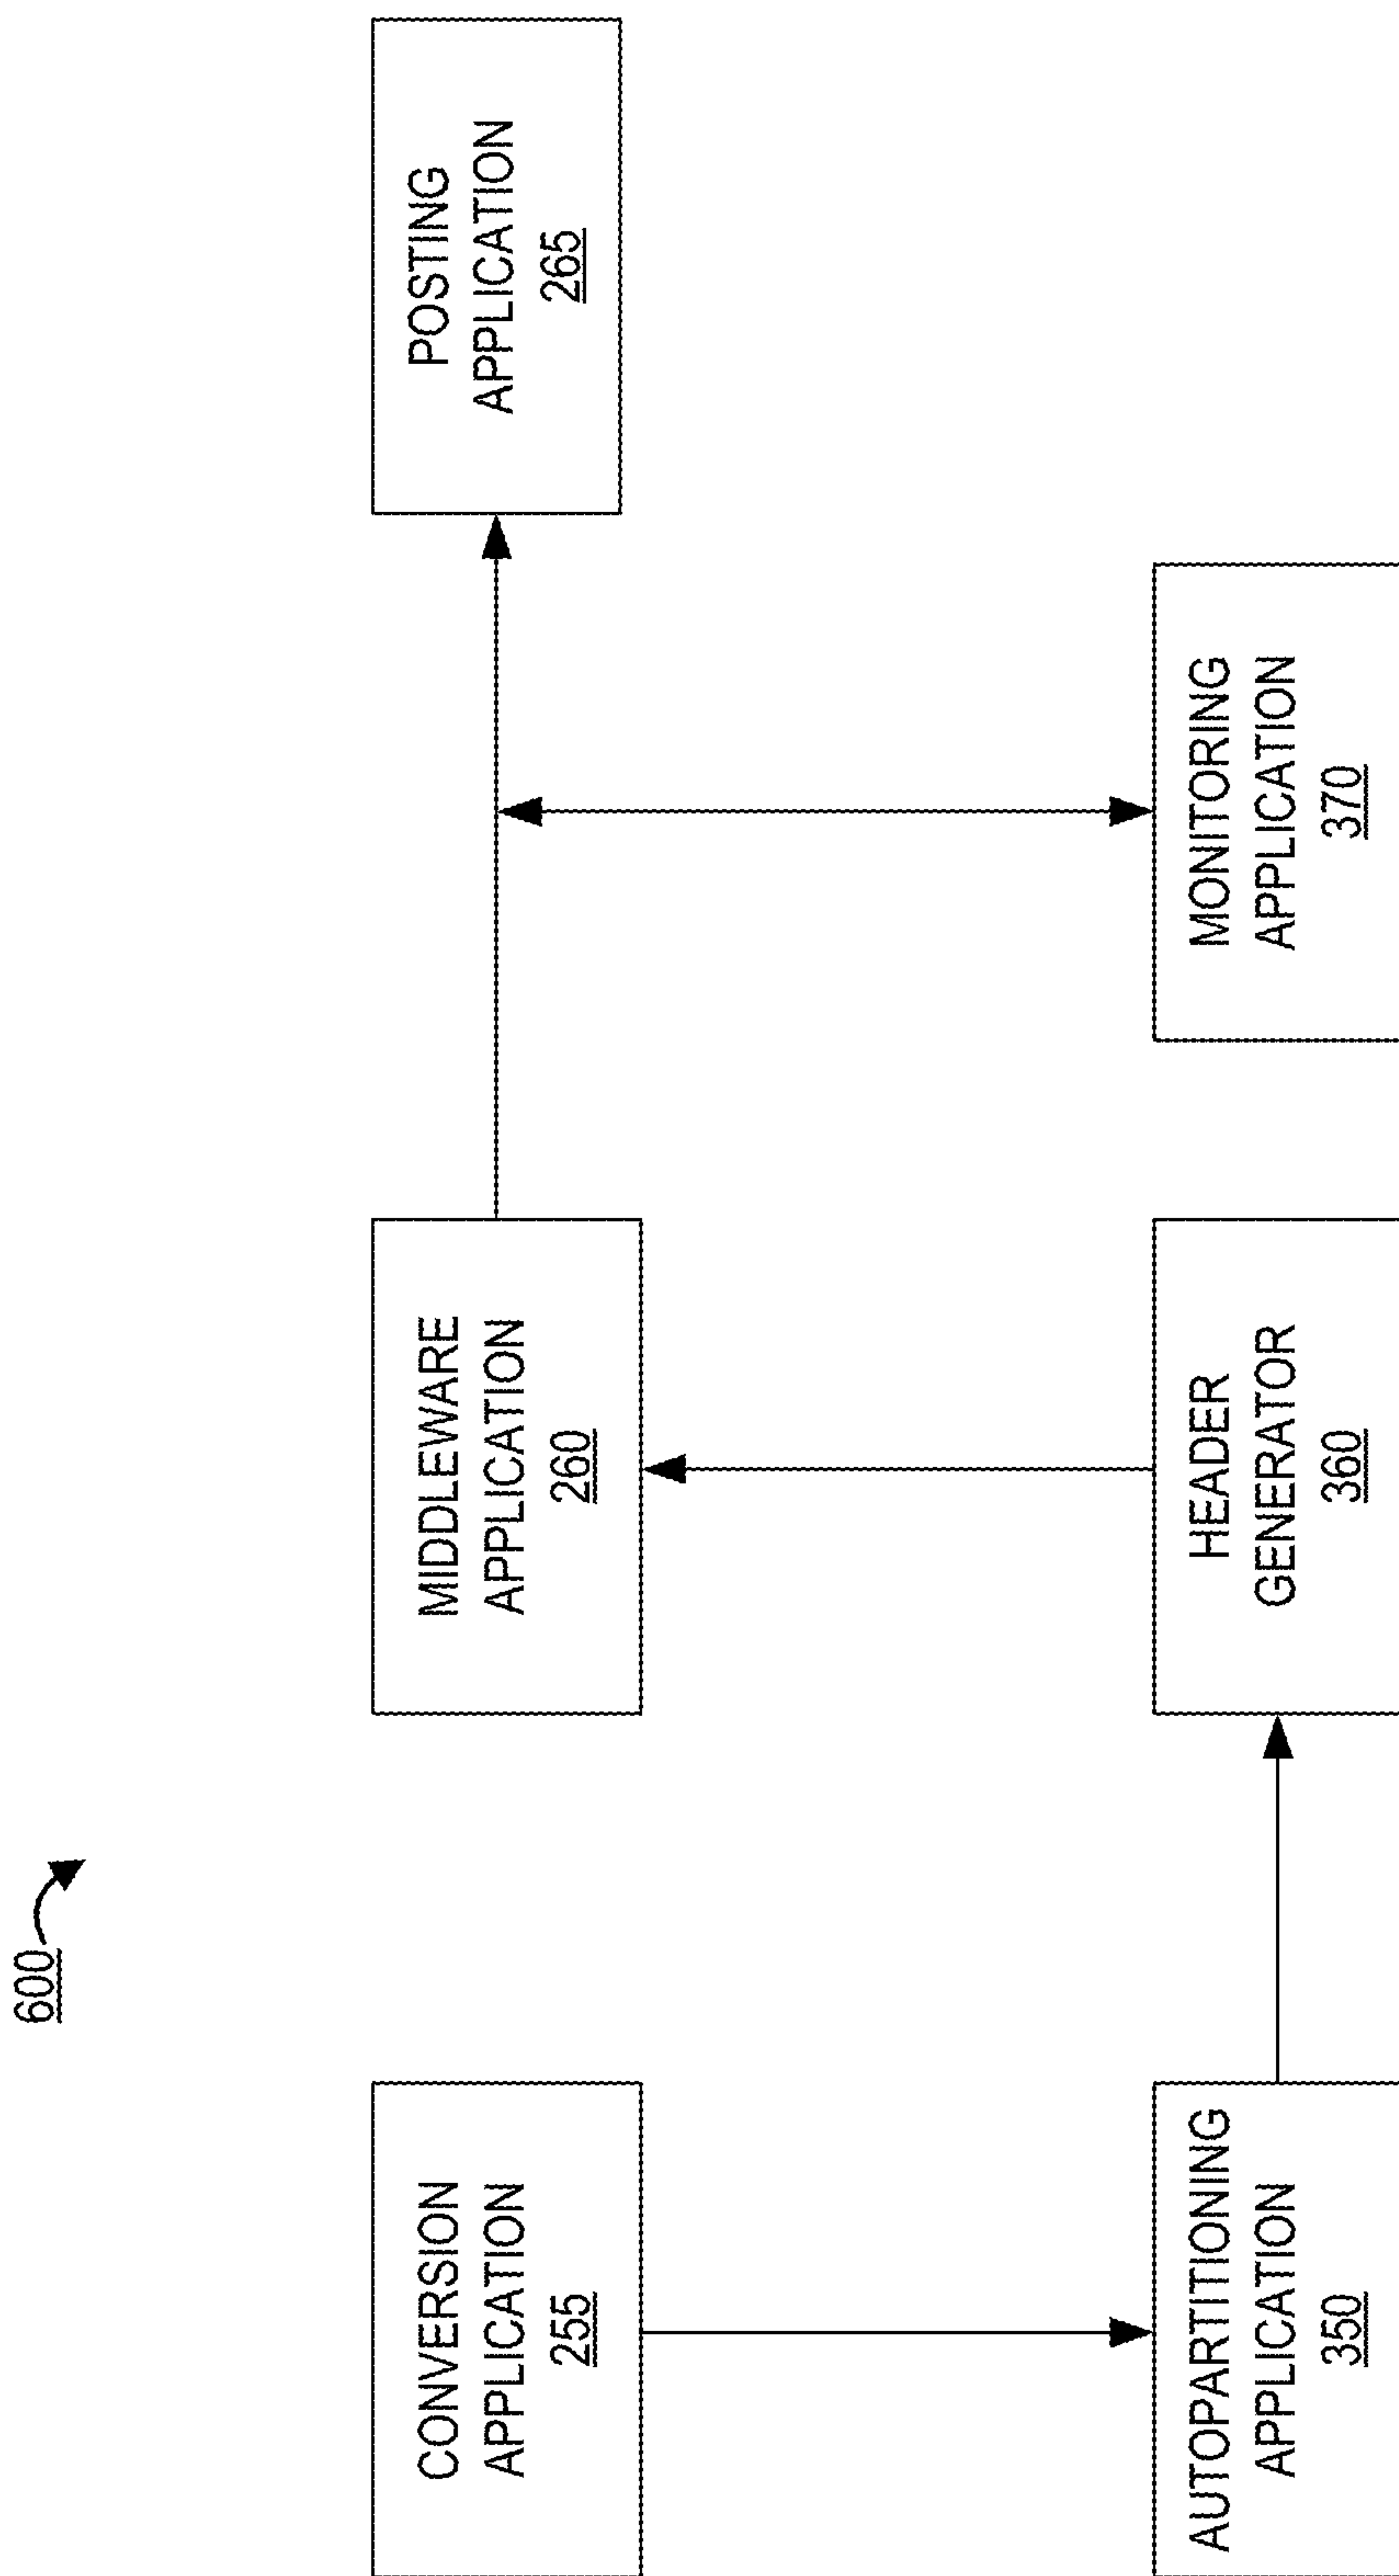 600
CONVERSION
APPLICATION
255
MIDDLEWARE
APPLICATION
260
POSTING
APPLICATION
265
AUTOPARTITIONING
APPLICATION
350
HEADER
GENERATOR
360
MONITORING
APPLICATION
370